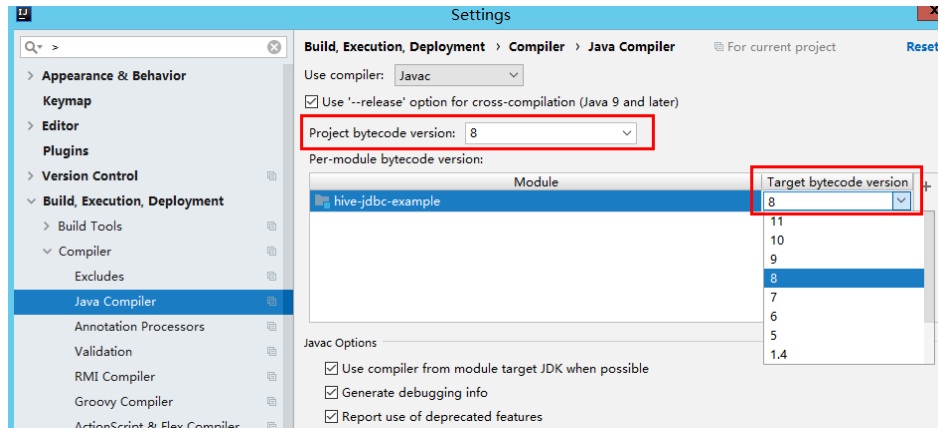 IJ
Settings
x
>
Build, Execution, Deployment › Compiler › Java Compiler
For current project
Reset
Appearance & Behavior
Keymap
Editor
Plugins
Version Control
Build, Execution, Deployment
Build Tools
Compiler
Excludes
Java Compiler
Annotation Processors
Validation
RMI Compiler
Groovy Compiler
ActionScript & Flex Compiler
Use compiler: Javac
Use '--release' option for cross-compilation (Java 9 and later)
Project bytecode version: 8
Per-module bytecode version:
Module Target bytecode version
hive-jdbc-example 8
11
10
9
8
7
6
5
1.4
Javac Options
Use compiler from module target JDK when possible
Generate debugging info
Report use of deprecated features